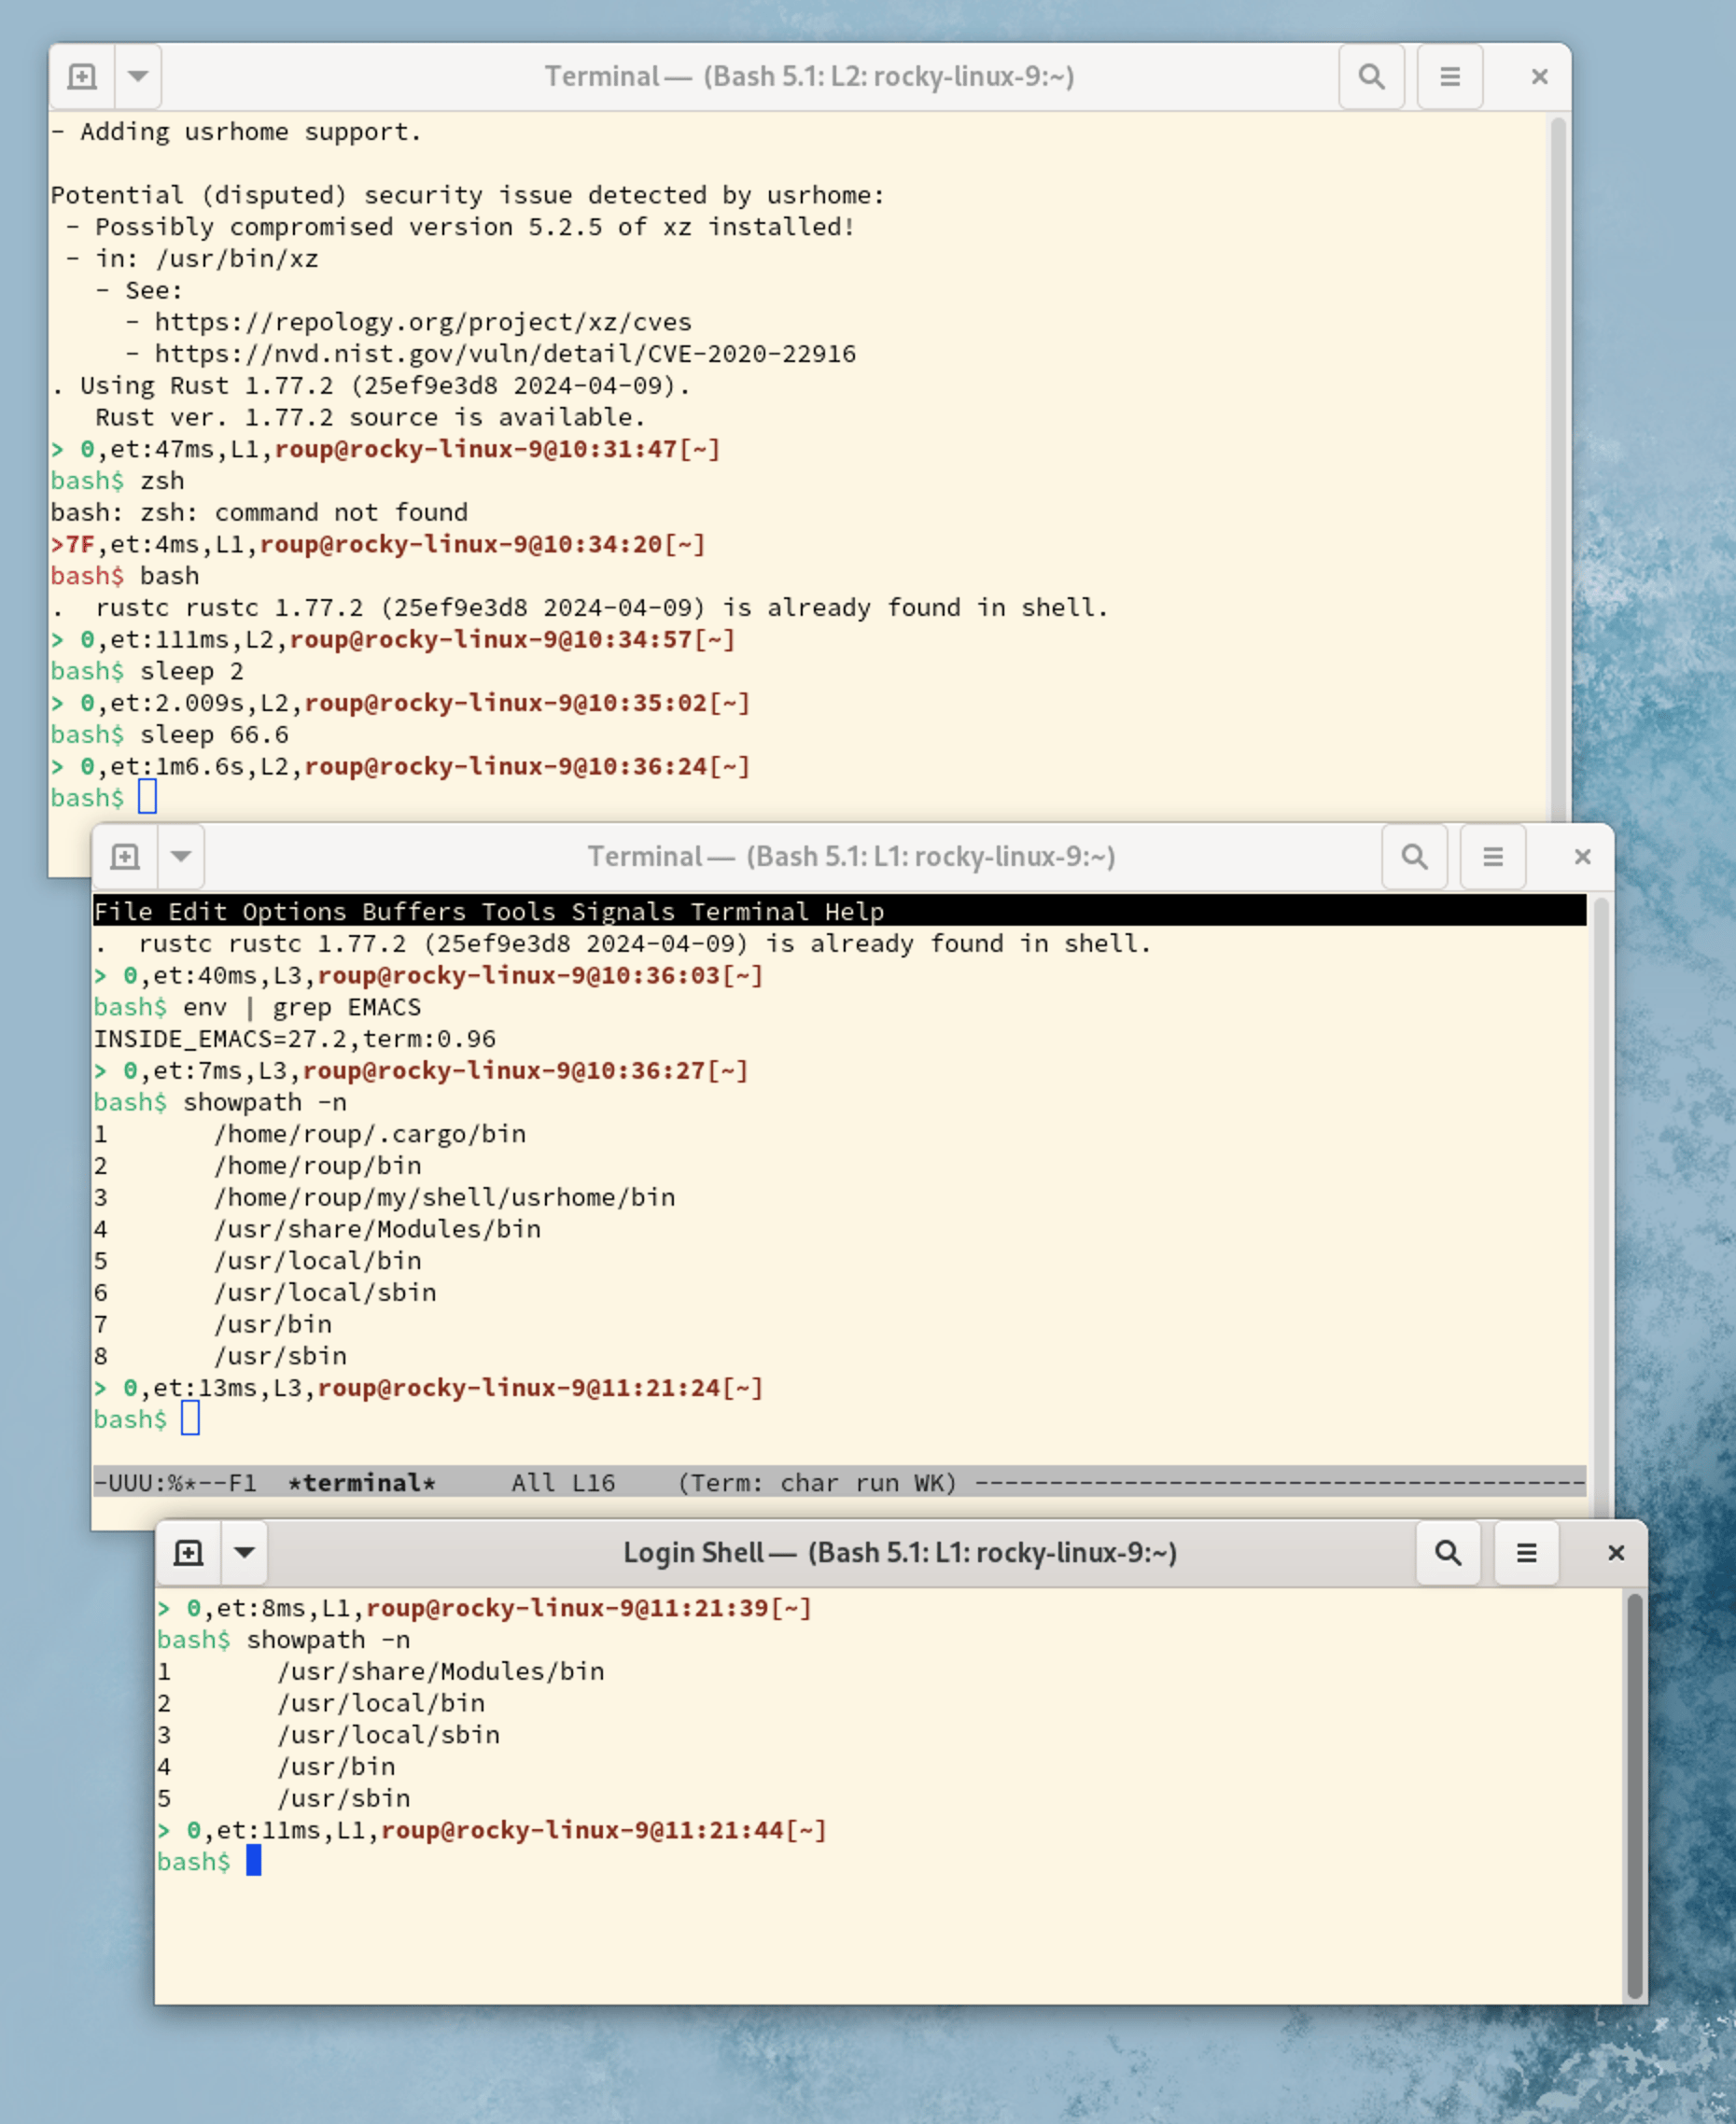 Terminal — (Bash 5.1: L2: rocky-linux-9:~)
- Adding usrhome support.
Potential (disputed) security issue detected by usrhome:
 - Possibly compromised version 5.2.5 of xz installed!
 - in: /usr/bin/xz
   - See:
     - https://repology.org/project/xz/cves
     - https://nvd.nist.gov/vuln/detail/CVE-2020-22916
. Using Rust 1.77.2 (25ef9e3d8 2024-04-09).
   Rust ver. 1.77.2 source is available.
> 0,et:47ms,L1,roup@rocky-linux-9@10:31:47[~]
bash$ zsh
bash: zsh: command not found
>7F,et:4ms,L1,roup@rocky-linux-9@10:34:20[~]
bash$ bash
.  rustc rustc 1.77.2 (25ef9e3d8 2024-04-09) is already found in shell.
> 0,et:111ms,L2,roup@rocky-linux-9@10:34:57[~]
bash$ sleep 2
> 0,et:2.009s,L2,roup@rocky-linux-9@10:35:02[~]
bash$ sleep 66.6
> 0,et:1m6.6s,L2,roup@rocky-linux-9@10:36:24[~]
bash$
Terminal — (Bash 5.1: L1: rocky-linux-9:~)
File Edit Options Buffers Tools Signals Terminal Help
.  rustc rustc 1.77.2 (25ef9e3d8 2024-04-09) is already found in shell.
> 0,et:40ms,L3,roup@rocky-linux-9@10:36:03[~]
bash$ env | grep EMACS
INSIDE_EMACS=27.2,term:0.96
> 0,et:7ms,L3,roup@rocky-linux-9@10:36:27[~]
bash$ showpath -n
1       /home/roup/.cargo/bin
2       /home/roup/bin
3       /home/roup/my/shell/usrhome/bin
4       /usr/share/Modules/bin
5       /usr/local/bin
6       /usr/local/sbin
7       /usr/bin
8       /usr/sbin
> 0,et:13ms,L3,roup@rocky-linux-9@11:21:24[~]
bash$
-UUU:%*--F1  *terminal*     All L16    (Term: char run WK) -----------------------------------------
Login Shell — (Bash 5.1: L1: rocky-linux-9:~)
> 0,et:8ms,L1,roup@rocky-linux-9@11:21:39[~]
bash$ showpath -n
1       /usr/share/Modules/bin
2       /usr/local/bin
3       /usr/local/sbin
4       /usr/bin
5       /usr/sbin
> 0,et:11ms,L1,roup@rocky-linux-9@11:21:44[~]
bash$